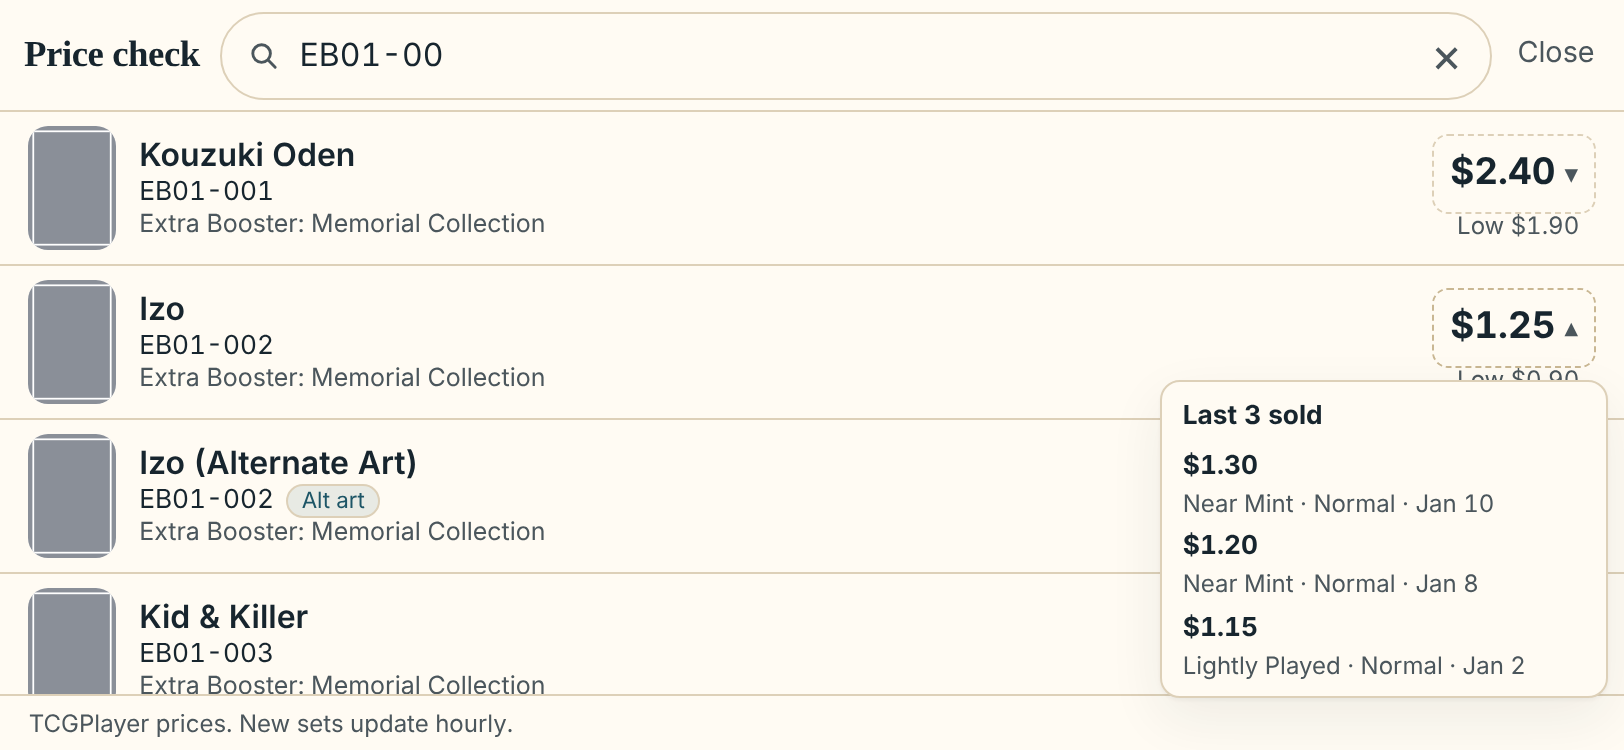 Price check
EB01-00
Close
Kouzuki Oden
EB01-001
Extra Booster: Memorial Collection
$2.40 ▾
Low $1.90
Izo
EB01-002
Extra Booster: Memorial Collection
$1.25 ▴
Low $0.90
Izo (Alternate Art)
EB01-002 Alt art
Extra Booster: Memorial Collection
Kid & Killer
EB01-003
Extra Booster: Memorial Collection
Last 3 sold
$1.30
Near Mint · Normal · Jan 10
$1.20
Near Mint · Normal · Jan 8
$1.15
Lightly Played · Normal · Jan 2
TCGPlayer prices. New sets update hourly.